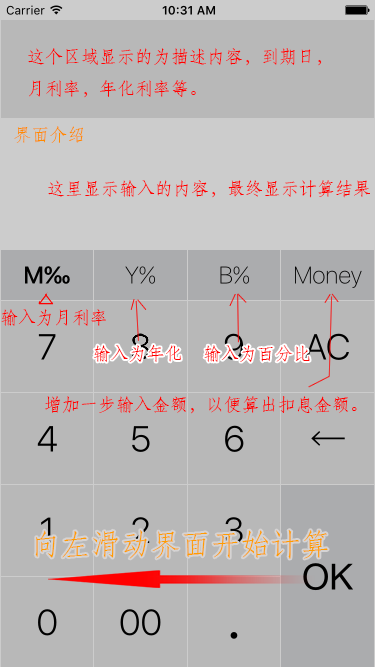 Carrier 10:31 AM
这个区域显示的为描述内容，到期日，
月利率，年化利率等。
界面介绍
这里显示输入的内容，最终显示计算结果
M‰ Y% B% Money
输入为月利率
输入为年化 输入为百分比
7 8 9 AC
增加一步输入金额，以便算出扣息金额。
4 5 6 ←
1 2 3
向左滑动界面开始计算
OK
0 00 .